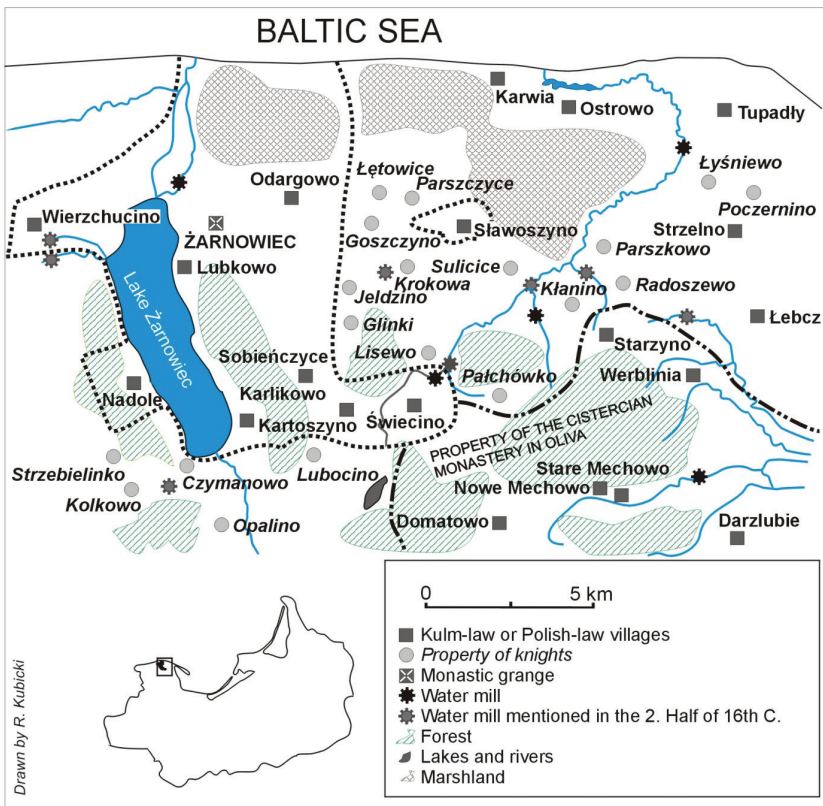 BALTIC SEA
Karwia
Ostrowo
Tupadły
Łętowice
Parszczyce
Łyśniewo
Odargowo
Poczernino
Wierzchucino
ŻARNOWIEC
Goszczyno
Sławoszyno
Strzelno
Parszkowo
Lubkowo
Krokowa
Sulicice
Kłanino
Radoszewo
Jeldzino
Lake Żarnowiec
Glinki
Łebcz
Starzyno
Lisewo
Sobieńczyce
Pałchówko
Werblinia
Nadole
Karlikowo
Kartoszyno
Świecino
PROPERTY OF THE CISTERCIAN
MONASTERY IN OLIVA
Strzebielinko
Czymanowo
Lubocino
Stare Mechowo
Nowe Mechowo
Kolkowo
Opalino
Domatowo
Darzlubie
0 5 km
Kulm-law or Polish-law villages
Property of knights
Monastic grange
Water mill
Water mill mentioned in the 2. Half of 16th C.
Forest
Lakes and rivers
Marshland
Drawn by R. Kubicki